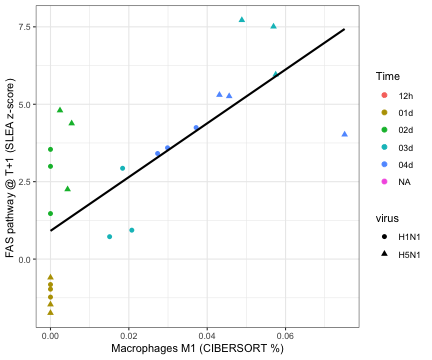 FAS pathway @ T+1 (SLEA z-score)
7.5
5.0
2.5
0.0
0.00
0.02
0.04
0.06
Macrophages M1 (CIBERSORT %)
Time
12h
01d
02d
03d
04d
NA
virus
H1N1
H5N1